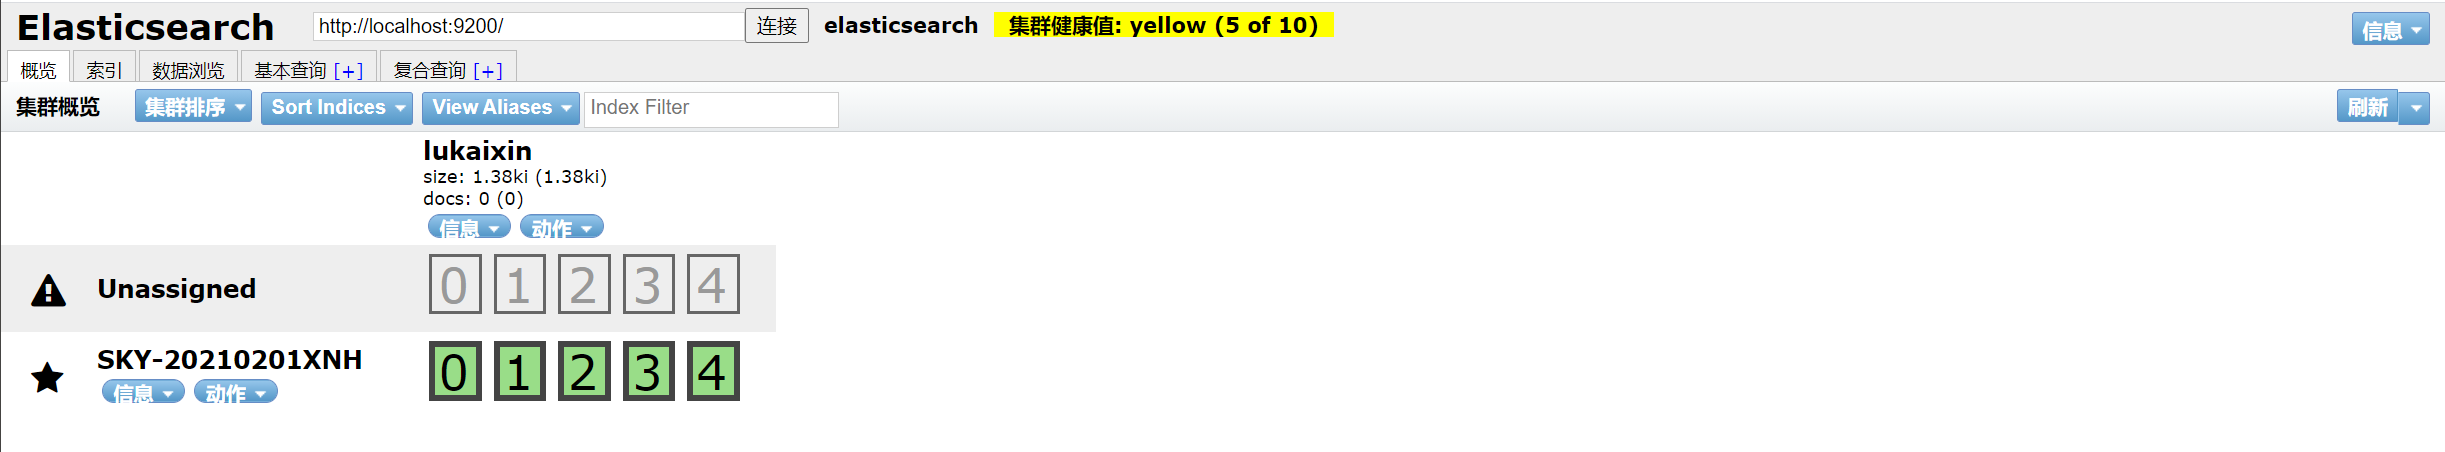 Elasticsearch http://localhost:9200/ 连接 elasticsearch 集群健康值: yellow (5 of 10) 信息
概览 索引 数据浏览 基本查询 [+] 复合查询 [+]
集群概览 集群排序 Sort Indices View Aliases Index Filter 刷新
lukaixin
size: 1.38ki (1.38ki)
docs: 0 (0)
信息 动作
Unassigned 0 1 2 3 4
SKY-20210201XNH 0 1 2 3 4
信息 动作